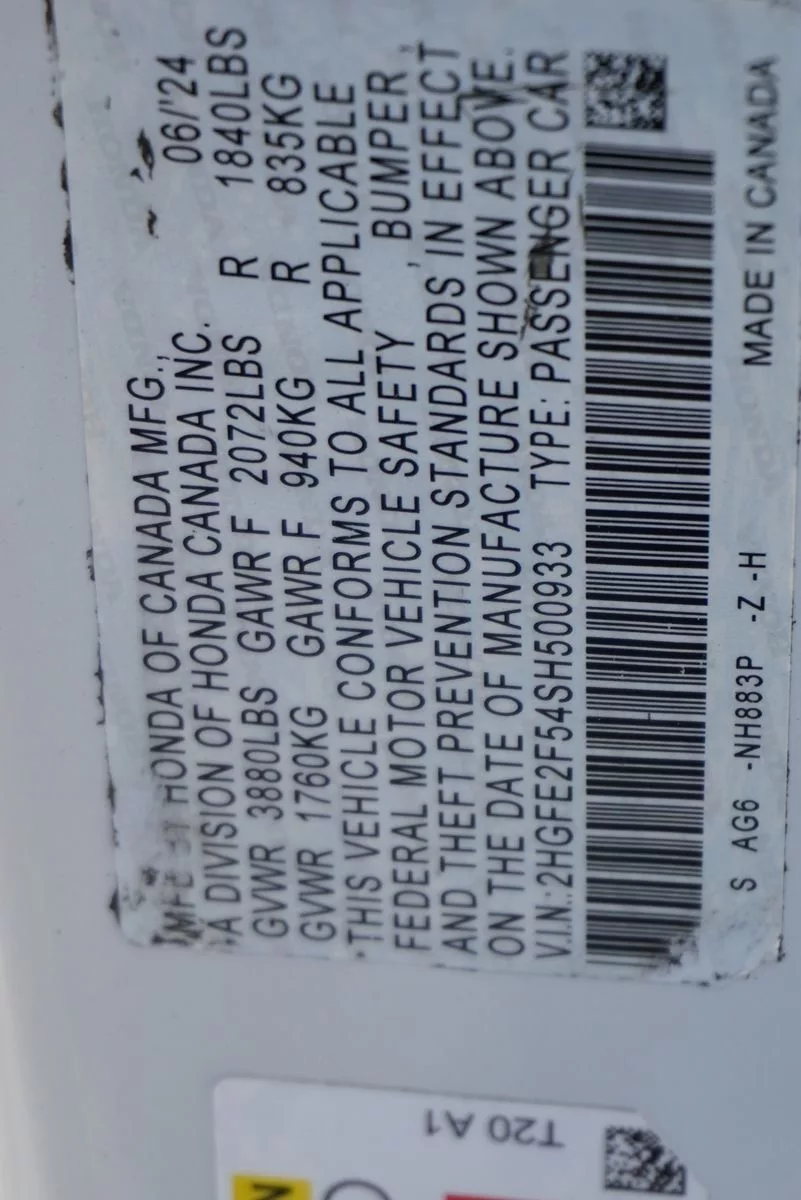 MFD BY HONDA OF CANADA MFG., 06/'24
A DIVISION OF HONDA CANADA INC.
GVWR 3880LBS GAWR F 2072LBS R 1840LBS
GVWR 1760KG GAWR F 940KG R 835KG
THIS VEHICLE CONFORMS TO ALL APPLICABLE
FEDERAL MOTOR VEHICLE SAFETY , BUMPER ,
AND THEFT PREVENTION STANDARDS IN EFFECT
ON THE DATE OF MANUFACTURE SHOWN ABOVE.
V.I.N.:2HGFE2F54SH500933 TYPE: PASSENGER CAR
S AG6 -NH883P -Z -H MADE IN CANADA
T20 A1
N